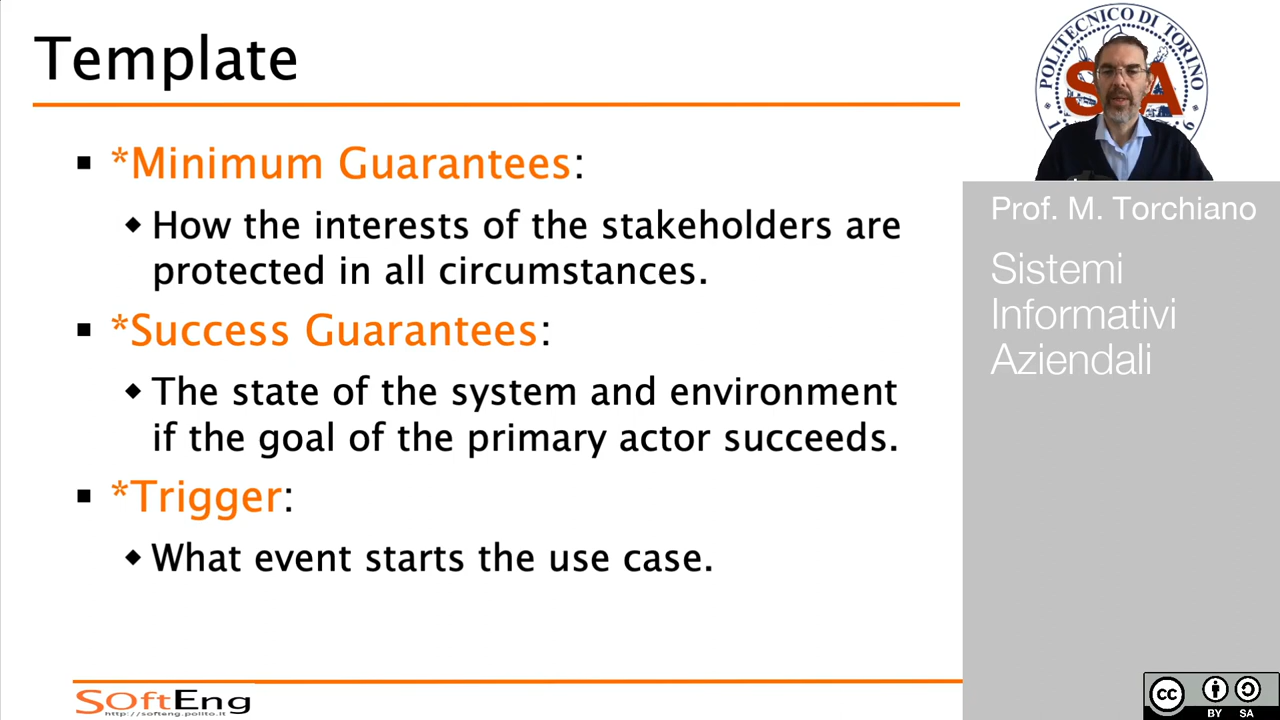 Template
*Minimum Guarantees:
How the interests of the stakeholders are
protected in all circumstances.
*Success Guarantees:
The state of the system and environment
if the goal of the primary actor succeeds.
*Trigger:
What event starts the use case.
SOftEng
http://softeng.polito.it
POLITECNICO DI TORINO
Prof. M. Torchiano
Sistemi
Informativi
Aziendali
cc
BY SA